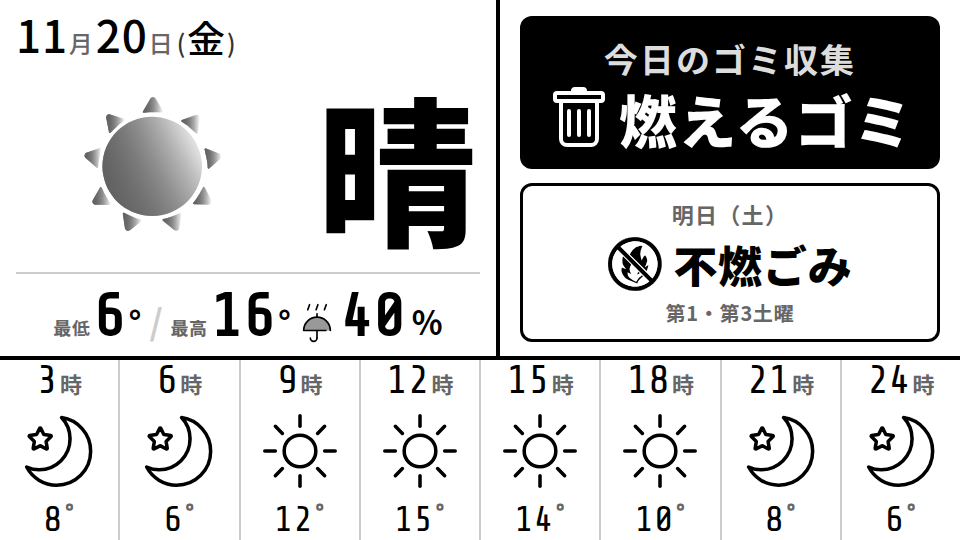 11月20日(金)
晴
最低 6° / 最高 16° 40%
今日のゴミ収集
燃えるゴミ
明日（土）
不燃ごみ
第1・第3土曜
3時 6時 9時 12時 15時 18時 21時 24時
8° 6° 12° 15° 14° 10° 8° 6°